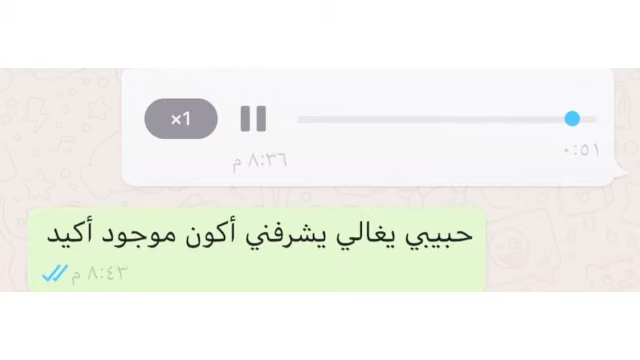 ×1
٠:٥١
٨:٣٦ م
حبيبي يغالي يشرفني أكون موجود أكيد
٨:٤٣ م